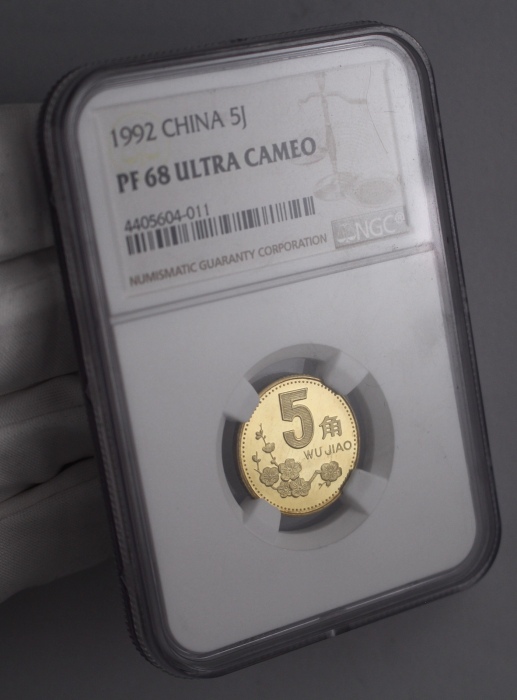 1992 CHINA 5J
PF 68 ULTRA CAMEO
4405604-011
NUMISMATIC GUARANTY CORPORATION
NGC
5角
WU JIAO